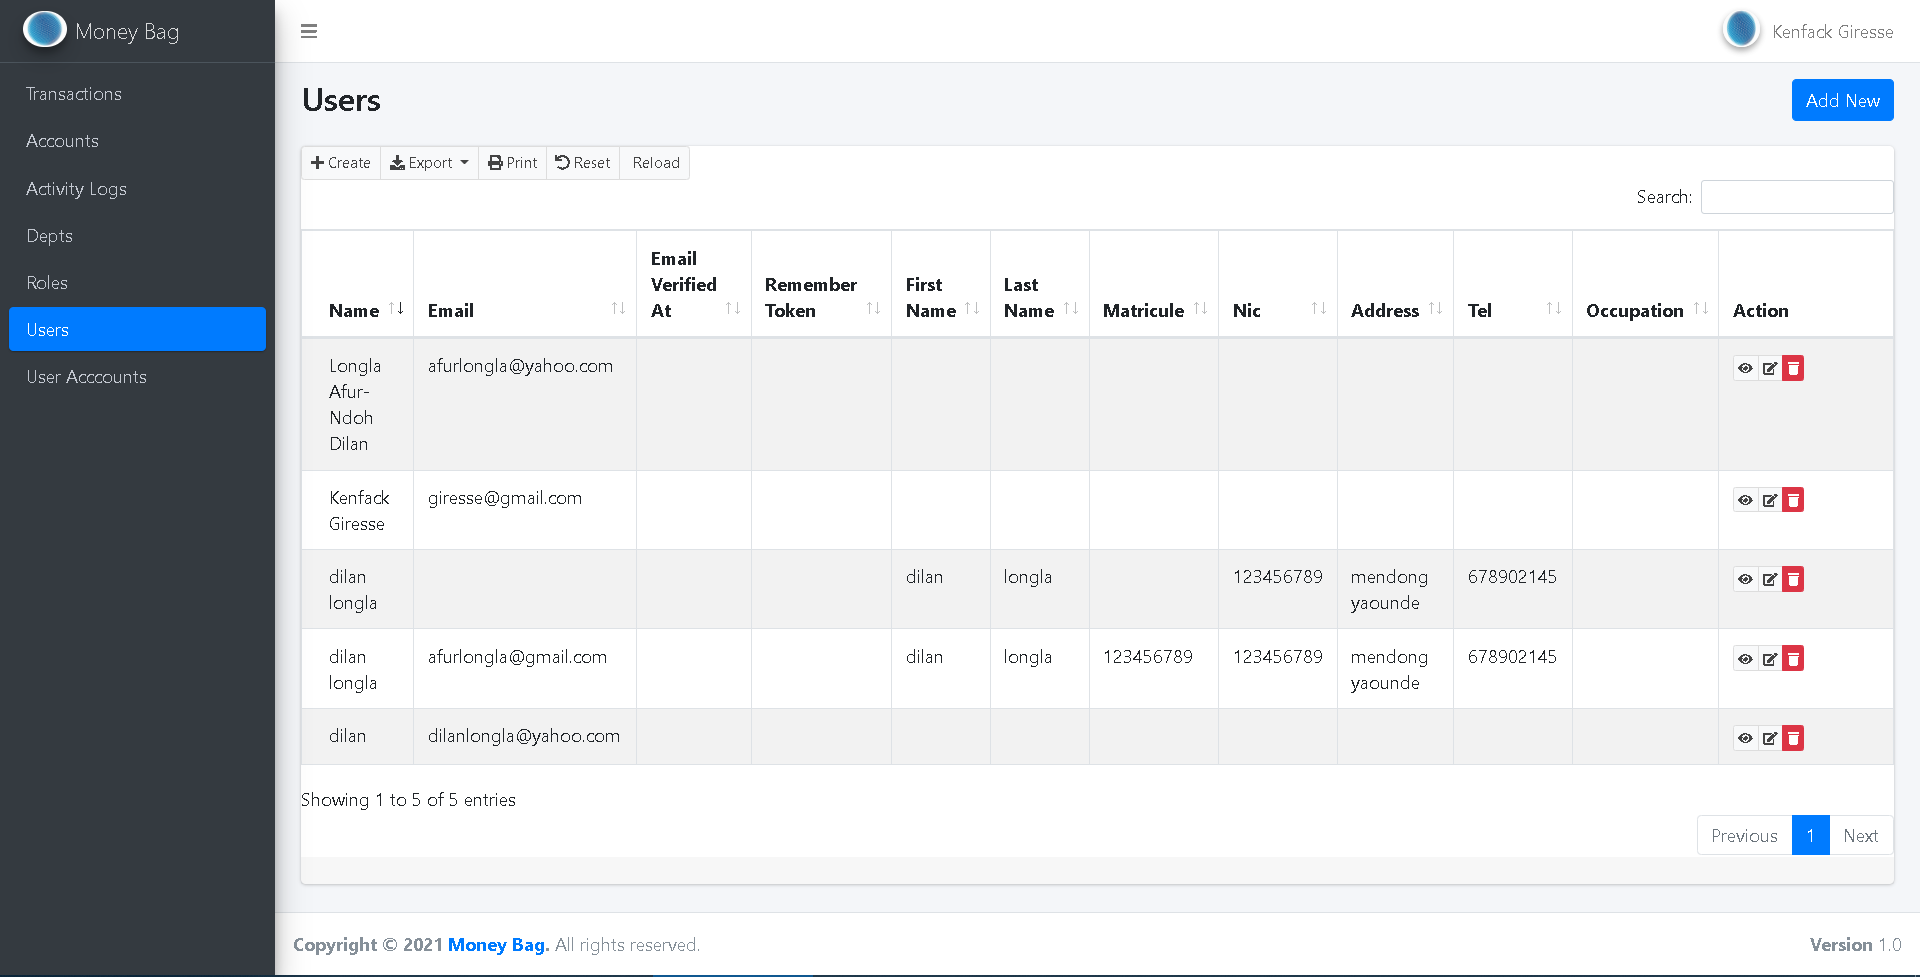 Money Bag
Kenfack Giresse
Transactions
Accounts
Activity Logs
Depts
Roles
Users
User Acccounts
Users
Add New
Create Export Print Reset Reload
Search:
Name Email Email Verified At Remember Token First Name Last Name Matricule Nic Address Tel Occupation Action
Longla Afur-Ndoh Dilan afurlongla@yahoo.com
Kenfack Giresse giresse@gmail.com
dilan longla dilan longla 123456789 mendong yaounde 678902145
dilan longla afurlongla@gmail.com dilan longla 123456789 123456789 mendong yaounde 678902145
dilan dilanlongla@yahoo.com
Showing 1 to 5 of 5 entries
Previous 1 Next
Copyright © 2021 Money Bag. All rights reserved.
Version 1.0